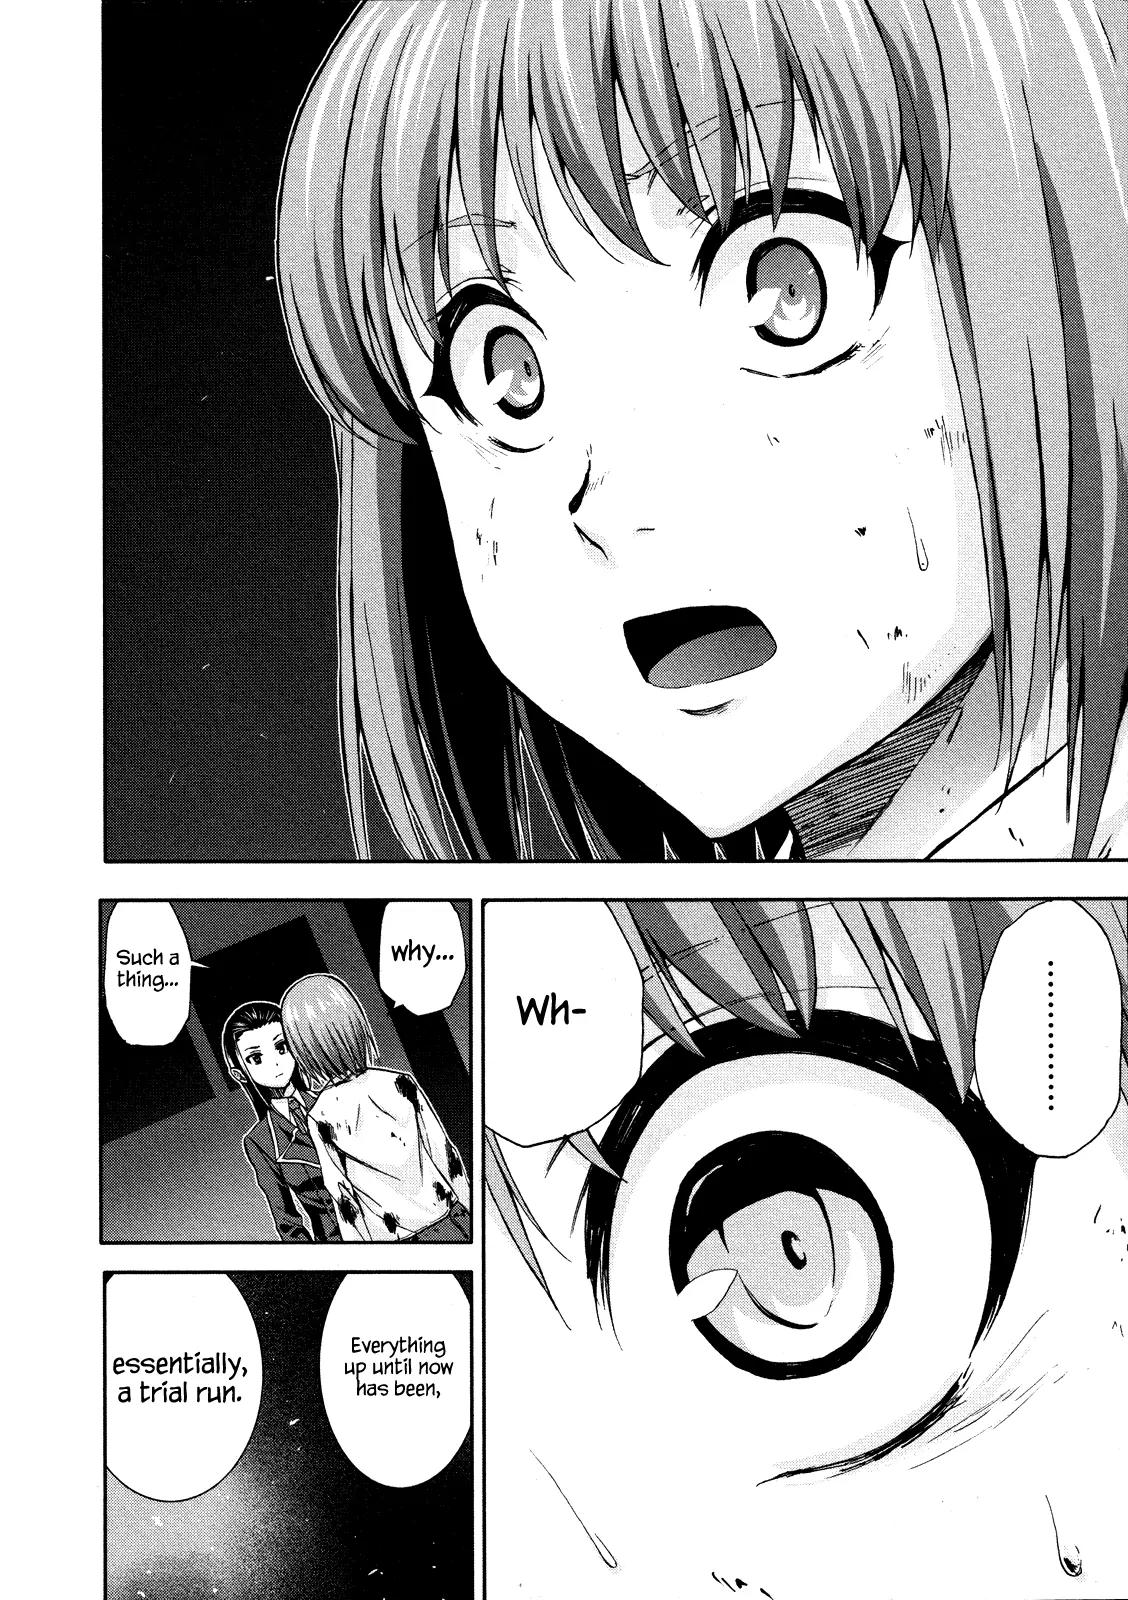 ..........
Wh-
why...
Such a
thing...
Everything
up until now
has been,
essentially,
a trial run.